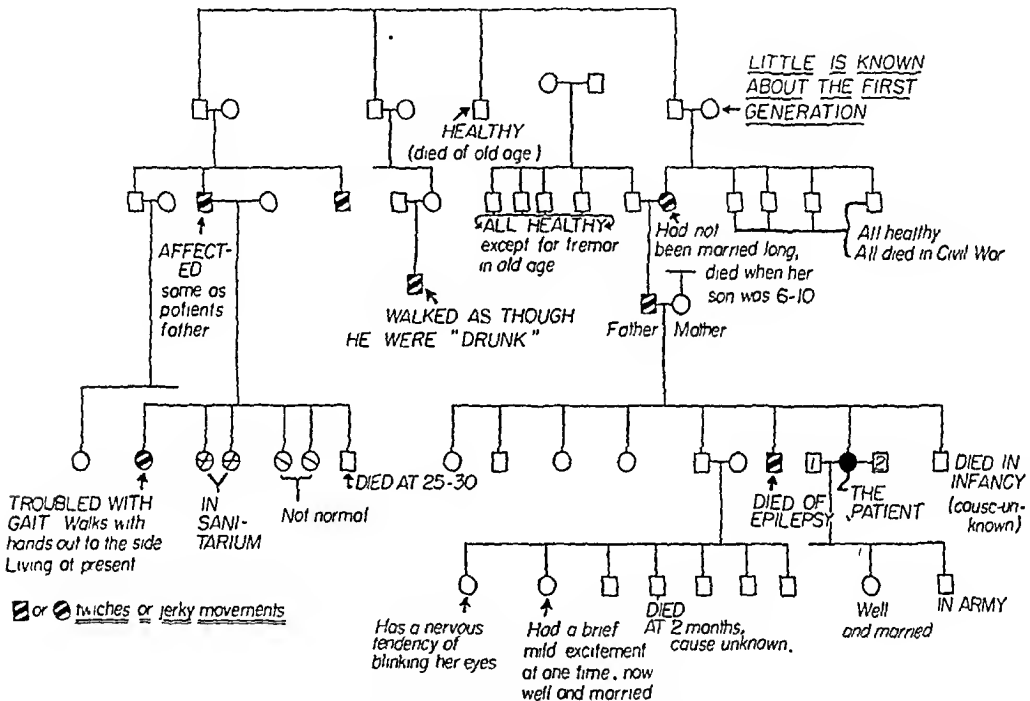 LITTLE IS KNOWN
ABOUT THE FIRST
GENERATION
HEALTHY
(died of old age)
AFFECT-
ED
same as
patients
father
WALKED AS THOUGH
HE WERE "DRUNK"
ALL HEALTHY
except for tremor
in old age
Had not
been married long,
died when her
son was 6-10
All healthy
All died in Civil War
Father Mother
TROUBLED WITH
GAIT Walks with
hands out to the side
Living at present
IN
SANI-
TARIUM
Not normal
DIED AT 25-30
1
2
DIED OF
EPILEPSY
THE
PATIENT
DIED IN
INFANCY
(cause-un-
known)
or twiches or jerky movements
Has a nervous
tendency of
blinking her eyes
Had a brief
mild excitement
at one time, now
well and married
DIED
AT 2 months,
cause unknown.
Well
and married
IN ARMY